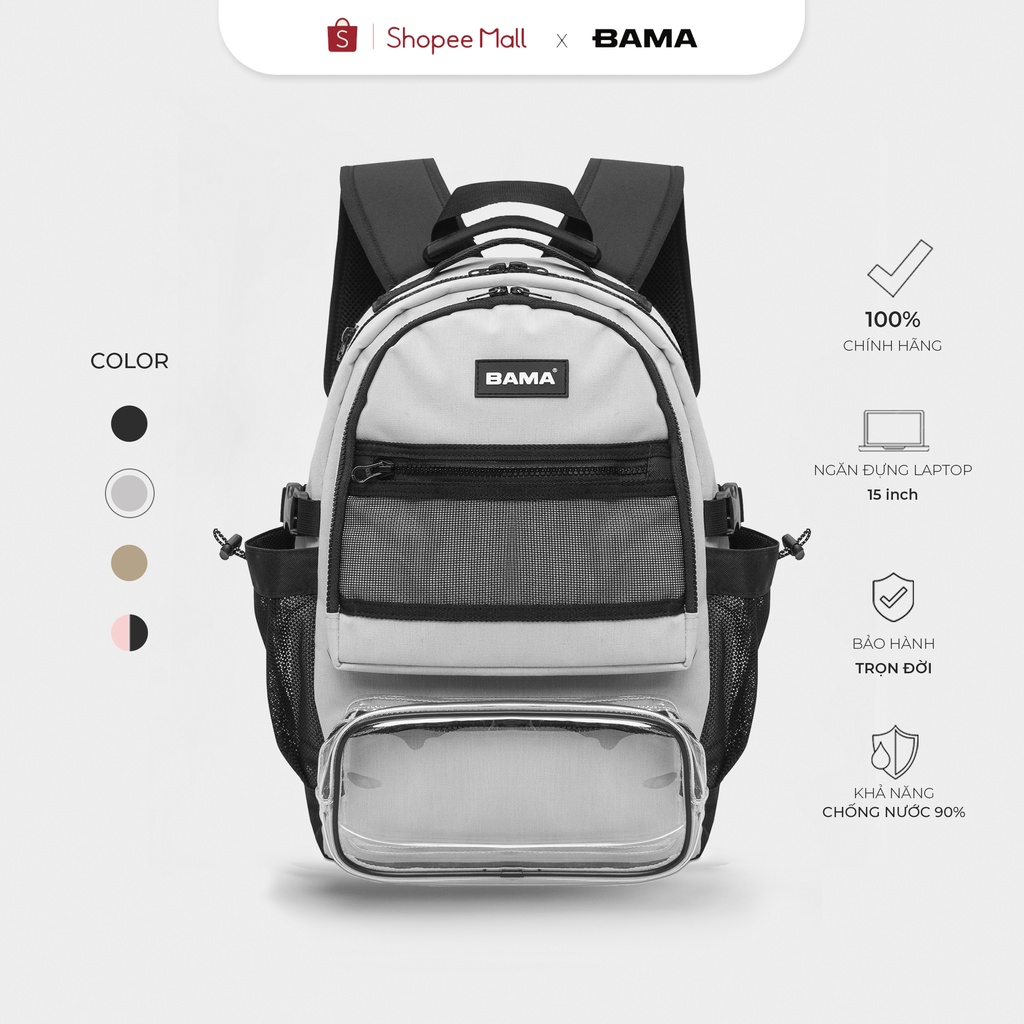 S Shopee Mall x BAMA
COLOR
BAMA®
100%
CHÍNH HÃNG
NGĂN ĐỰNG LAPTOP
15 inch
BẢO HÀNH
TRỌN ĐỜI
KHẢ NĂNG
CHỐNG NƯỚC 90%